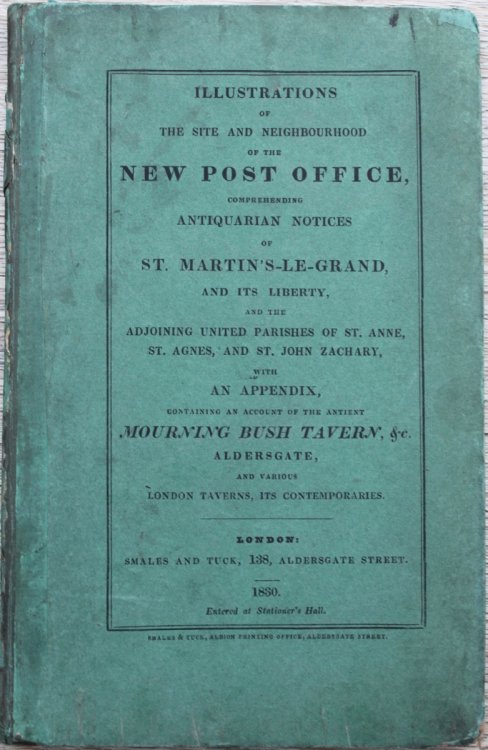 ILLUSTRATIONS
OF
THE SITE AND NEIGHBOURHOOD
OF THE
NEW POST OFFICE,
COMPREHENDING
ANTIQUARIAN NOTICES
OF
ST. MARTIN'S-LE-GRAND,
AND ITS LIBERTY,
AND THE
ADJOINING UNITED PARISHES OF ST. ANNE,
ST. AGNES, AND ST. JOHN ZACHARY,
WITH
AN APPENDIX,
CONTAINING AN ACCOUNT OF THE ANTIENT
MOURNING BUSH TAVERN, &c.
ALDERSGATE,
AND VARIOUS
LONDON TAVERNS, ITS CONTEMPORARIES.
LONDON:
SMALES AND TUCK, 138, ALDERSGATE STREET.
1830.
Entered at Stationer's Hall.
SMALES & TUCK, ALBION PRINTING OFFICE, ALDERSGATE STREET.